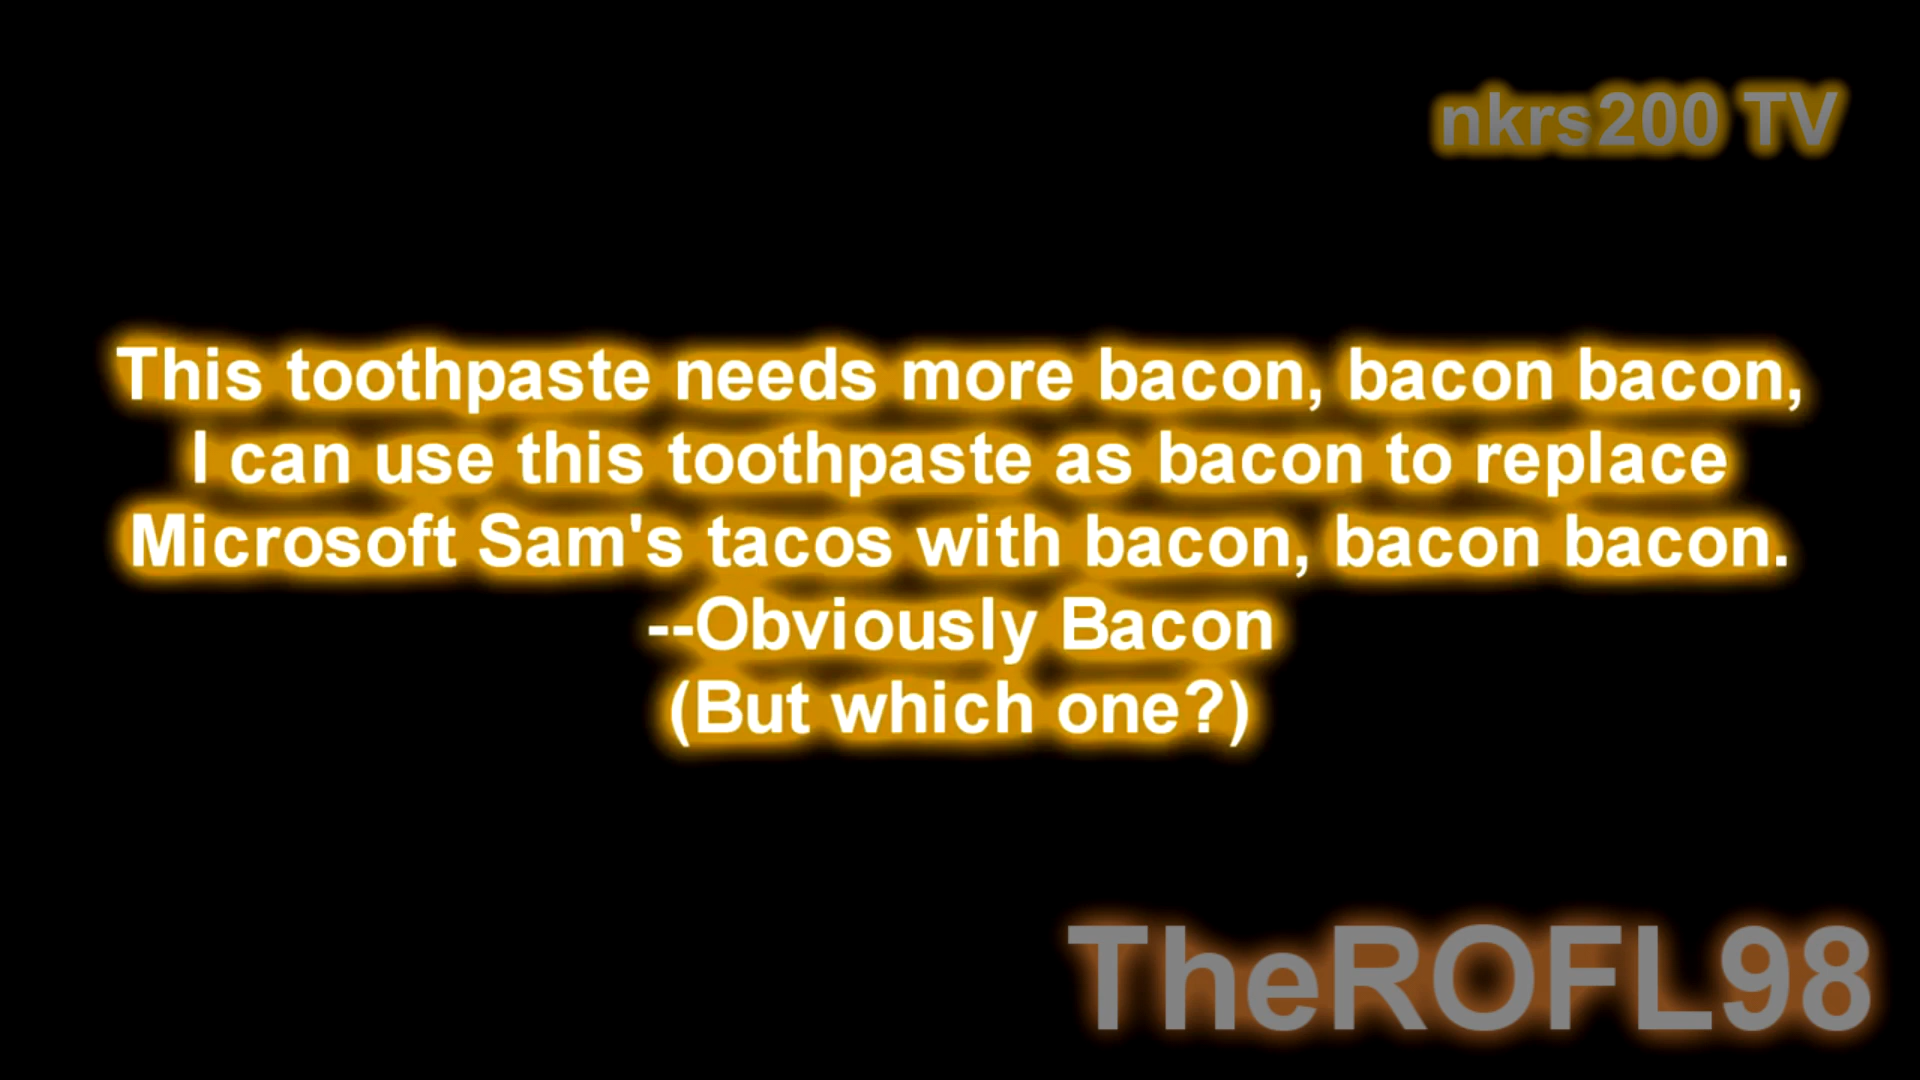 nkrs200 TV
This toothpaste needs more bacon, bacon bacon,
I can use this toothpaste as bacon to replace
Microsoft Sam's tacos with bacon, bacon bacon.
--Obviously Bacon
(But which one?)
TheROFL98